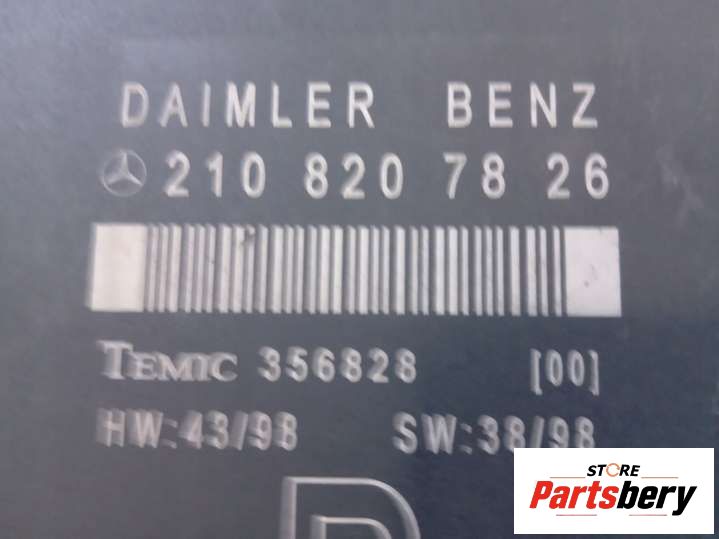 DAIMLER BENZ
210 820 78 26
TEMIC 356828 [00]
HW:43/98 SW:38/98
STORE
Partsbery